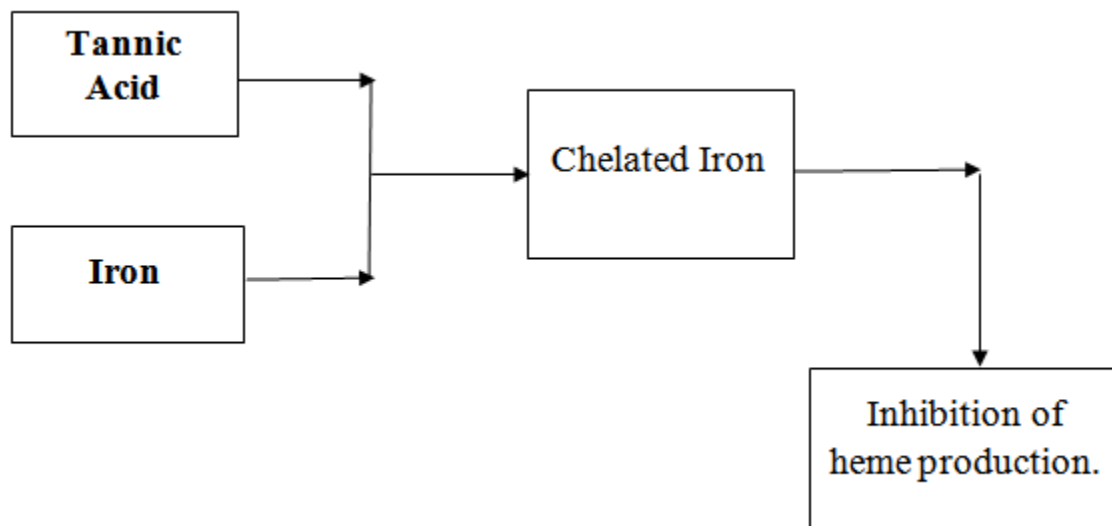 Tannic
Acid
Chelated Iron
Iron
Inhibition of
heme production.